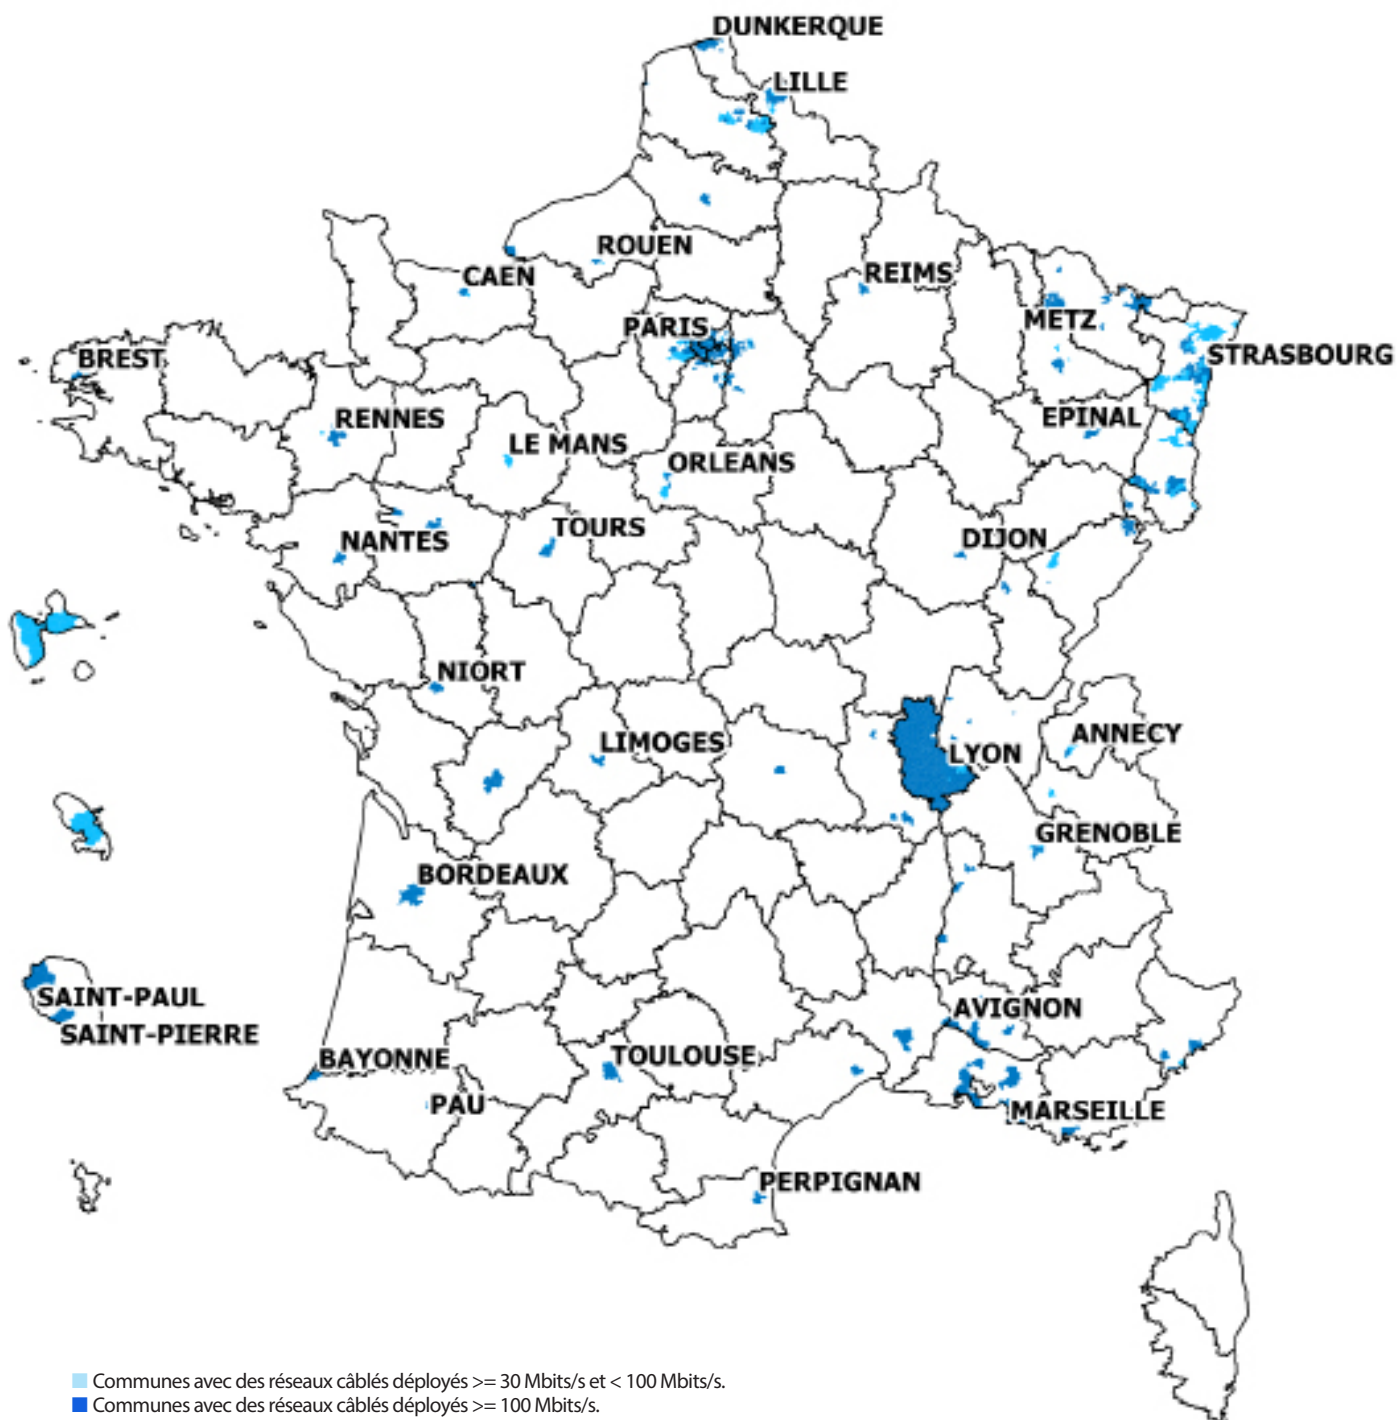 DUNKERQUE
LILLE
ROUEN
CAEN
REIMS
METZ
PARIS
STRASBOURG
BREST
RENNES
EPINAL
LE MANS
ORLEANS
NANTES
TOURS
DIJON
NIORT
LIMOGES
ANNECY
LYON
GRENOBLE
BORDEAUX
SAINT-PAUL
SAINT-PIERRE
AVIGNON
BAYONNE
TOULOUSE
PAU
MARSEILLE
PERPIGNAN
Communes avec des réseaux câblés déployés >= 30 Mbits/s et < 100 Mbits/s.
Communes avec des réseaux câblés déployés >= 100 Mbits/s.